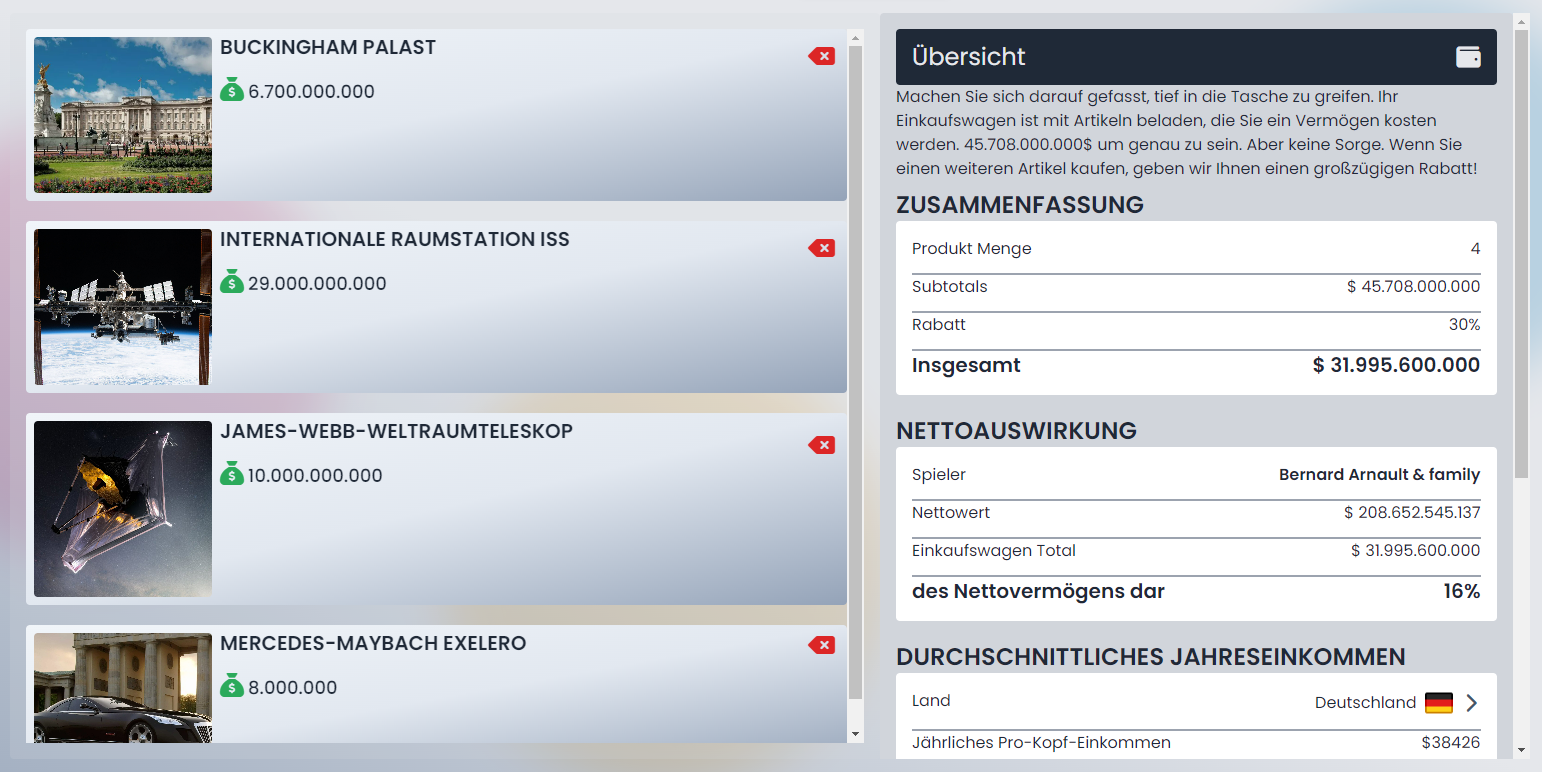 BUCKINGHAM PALAST
6.700.000.000
INTERNATIONALE RAUMSTATION ISS
29.000.000.000
JAMES-WEBB-WELTRAUMTELESKOP
10.000.000.000
MERCEDES-MAYBACH EXELERO
8.000.000
Übersicht
Machen Sie sich darauf gefasst, tief in die Tasche zu greifen. Ihr
Einkaufswagen ist mit Artikeln beladen, die Sie ein Vermögen kosten
werden. 45.708.000.000$ um genau zu sein. Aber keine Sorge. Wenn Sie
einen weiteren Artikel kaufen, geben wir Ihnen einen großzügigen Rabatt!
ZUSAMMENFASSUNG
Produkt Menge 4
Subtotals $ 45.708.000.000
Rabatt 30%
Insgesamt $ 31.995.600.000
NETTOAUSWIRKUNG
Spieler Bernard Arnault & family
Nettowert $ 208.652.545.137
Einkaufswagen Total $ 31.995.600.000
des Nettovermögens dar 16%
DURCHSCHNITTLICHES JAHRESEINKOMMEN
Land Deutschland
Jährliches Pro-Kopf-Einkommen $38426